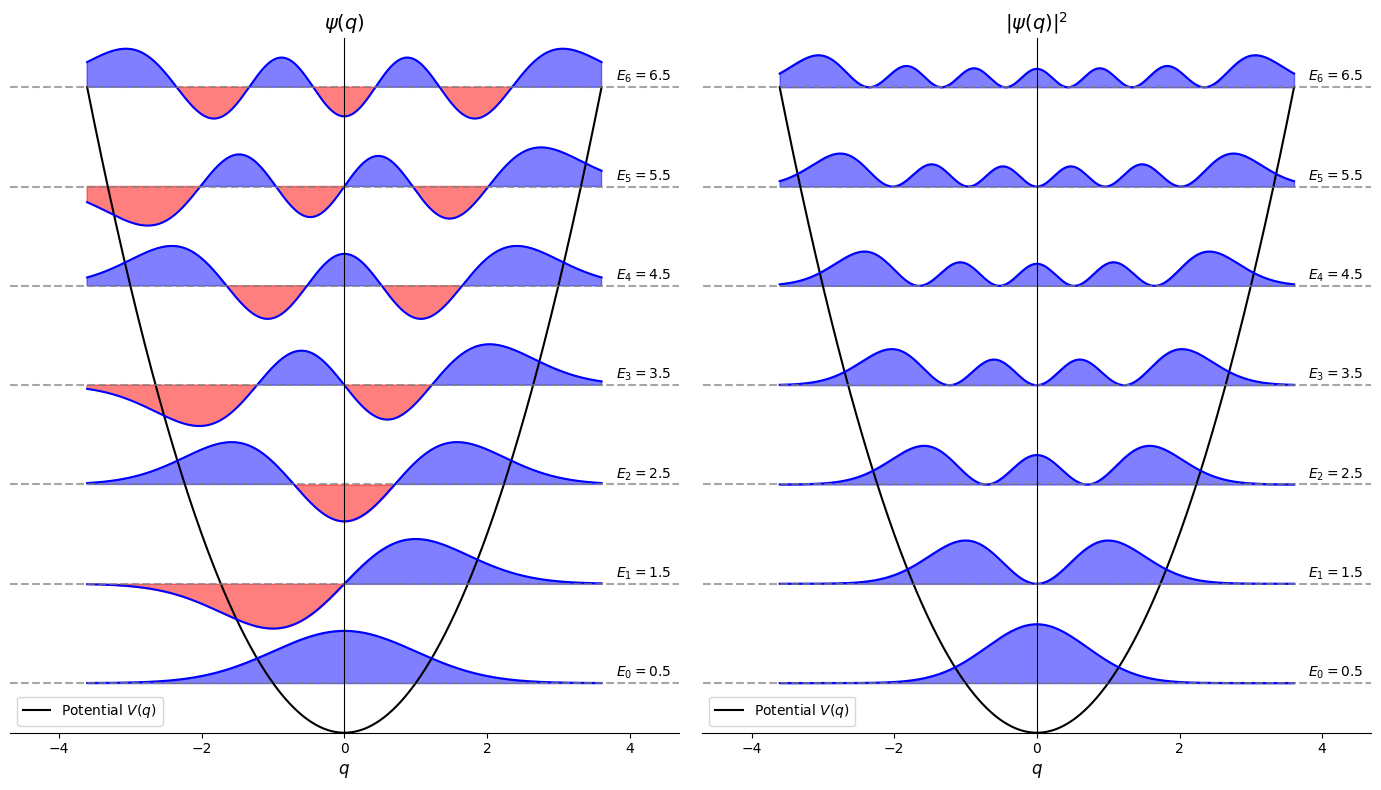 ψ(q)
E₆ = 6.5
E₅ = 5.5
E₄ = 4.5
E₃ = 3.5
E₂ = 2.5
E₁ = 1.5
E₀ = 0.5
Potential V(q)
−4 −2 0 2 4
q
|ψ(q)|²
E₆ = 6.5
E₅ = 5.5
E₄ = 4.5
E₃ = 3.5
E₂ = 2.5
E₁ = 1.5
E₀ = 0.5
Potential V(q)
−4 −2 0 2 4
q